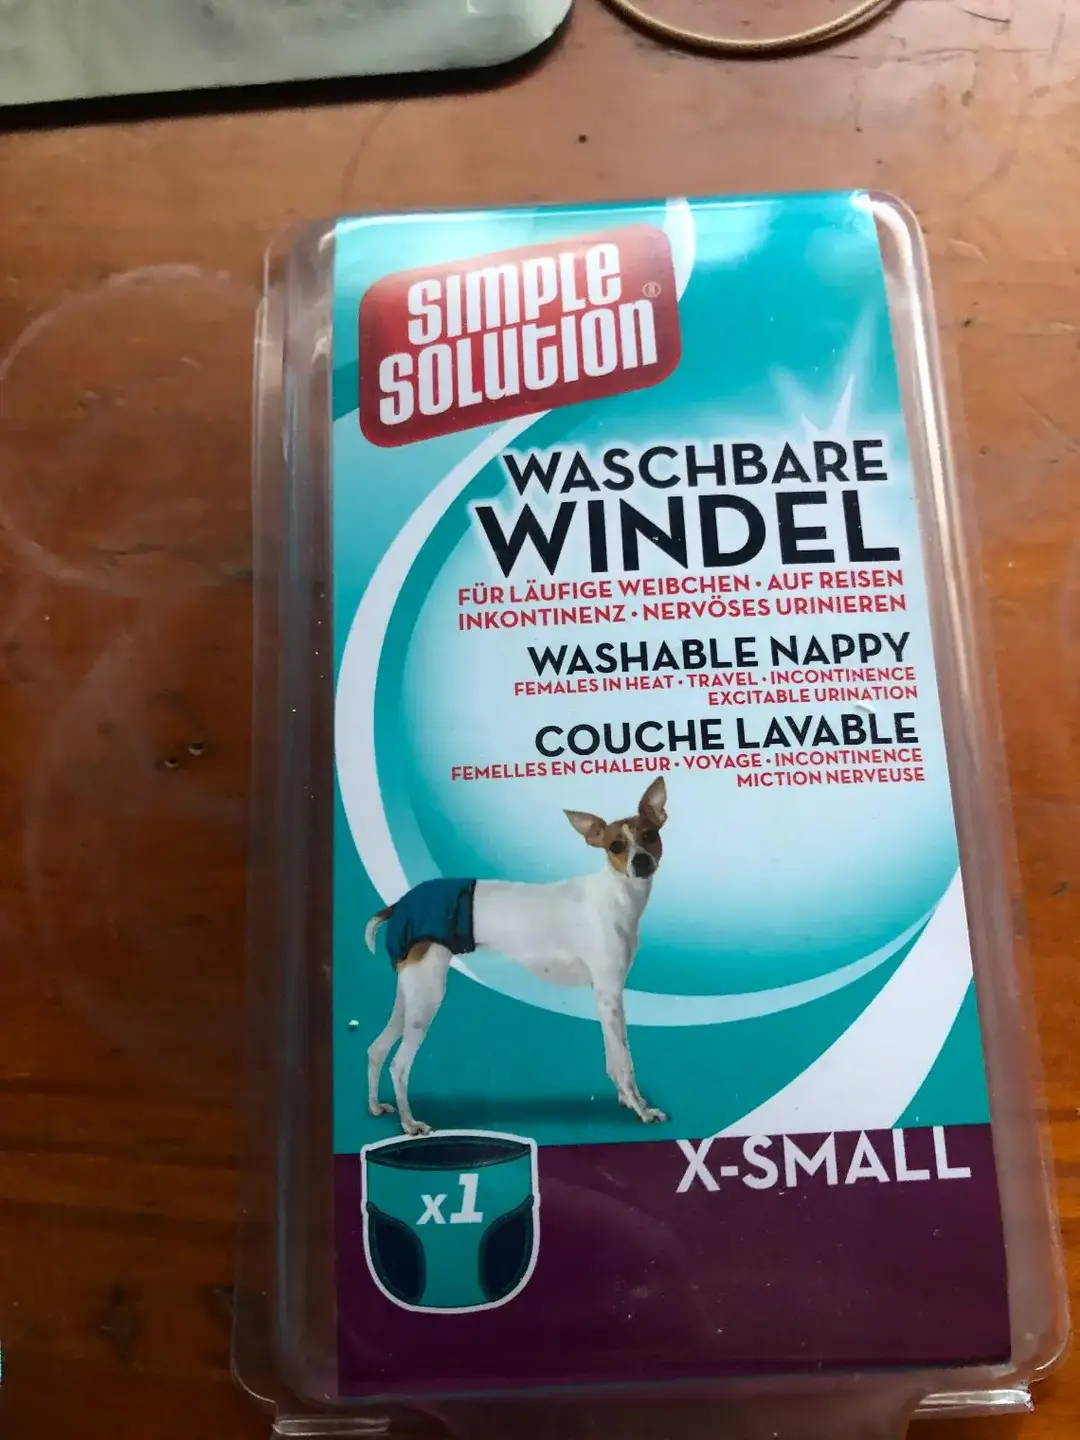 SIMPLE
SOLUTION®
WASCHBARE
WINDEL
FÜR LÄUFIGE WEIBCHEN • AUF REISEN
INKONTINENZ • NERVÖSES URINIEREN
WASHABLE NAPPY
FEMALES IN HEAT • TRAVEL • INCONTINENCE
EXCITABLE URINATION
COUCHE LAVABLE
FEMELLES EN CHALEUR • VOYAGE • INCONTINENCE
MICTION NERVEUSE
X-SMALL
x1